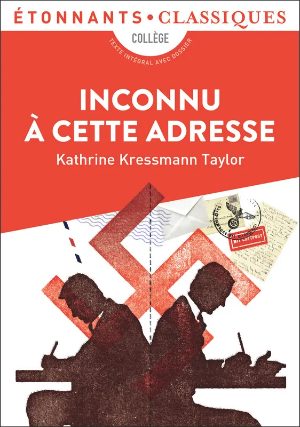 ÉTONNANTS • CLASSIQUES
COLLÈGE
TEXTE INTÉGRAL AVEC DOSSIER
INCONNU
À CETTE ADRESSE
Kathrine Kressmann Taylor